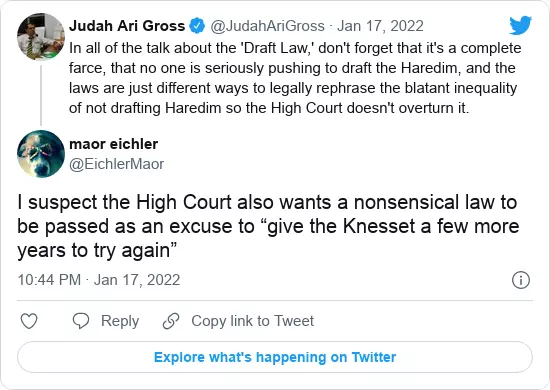 Judah Ari Gross @JudahAriGross · Jan 17, 2022
In all of the talk about the 'Draft Law,' don't forget that it's a complete
farce, that no one is seriously pushing to draft the Haredim, and the
laws are just different ways to legally rephrase the blatant inequality
of not drafting Haredim so the High Court doesn't overturn it.
maor eichler
@EichlerMaor
I suspect the High Court also wants a nonsensical law to
be passed as an excuse to “give the Knesset a few more
years to try again”
10:44 PM · Jan 17, 2022
Reply Copy link to Tweet
Explore what's happening on Twitter